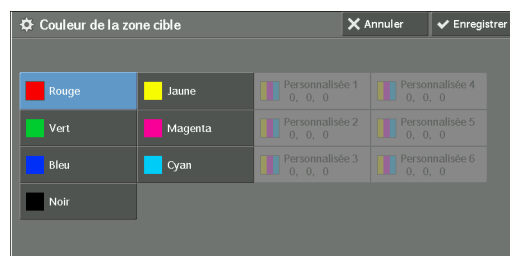 Couleur de la zone cible
Annuler
Enregistrer
Rouge
Jaune
Personnalisée 1
0, 0, 0
Personnalisée 4
0, 0, 0
Vert
Magenta
Personnalisée 2
0, 0, 0
Personnalisée 5
0, 0, 0
Bleu
Cyan
Personnalisée 3
0, 0, 0
Personnalisée 6
0, 0, 0
Noir